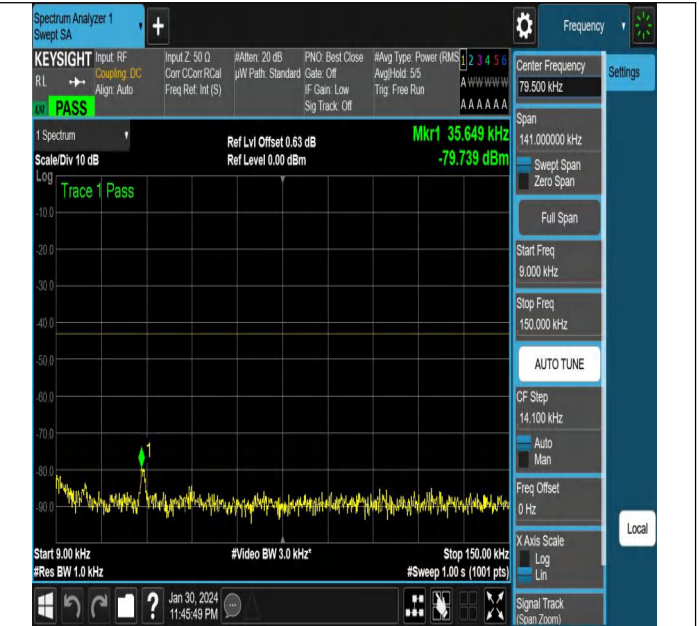 Spectrum Analyzer 1
Swept SA
+
Frequency
KEYSIGHT
RL
PASS
Input: RF
Coupling: DC
Align: Auto
Input Z: 50 Ω
Corr CCorr RCal
Freq Ref: Int (S)
#Atten: 20 dB
µW Path: Standard
PNO: Best Close
Gate: Off
IF Gain: Low
Sig Track: Off
#Avg Type: Power (RMS
Avg|Hold: 5/5
Trig: Free Run
1 2 3 4 5 6
A W W W W W
A A A A A A
1 Spectrum
Scale/Div 10 dB
Ref Lvl Offset 0.63 dB
Ref Level 0.00 dBm
Mkr1 35.649 kHz
-79.739 dBm
Log
Trace 1 Pass
-10.0
-20.0
-30.0
-40.0
-50.0
-60.0
-70.0
-80.0
-90.0
1
Start 9.00 kHz
#Res BW 1.0 kHz
#Video BW 3.0 kHz*
Stop 150.00 kHz
#Sweep 1.00 s (1001 pts)
?
Jan 30, 2024
11:45:49 PM
Center Frequency
79.500 kHz
Settings
Span
141.000000 kHz
Swept Span
Zero Span
Full Span
Start Freq
9.000 kHz
Stop Freq
150.000 kHz
AUTO TUNE
CF Step
14.100 kHz
Auto
Man
Freq Offset
0 Hz
X Axis Scale
Log
Lin
Local
Signal Track
(Span Zoom)